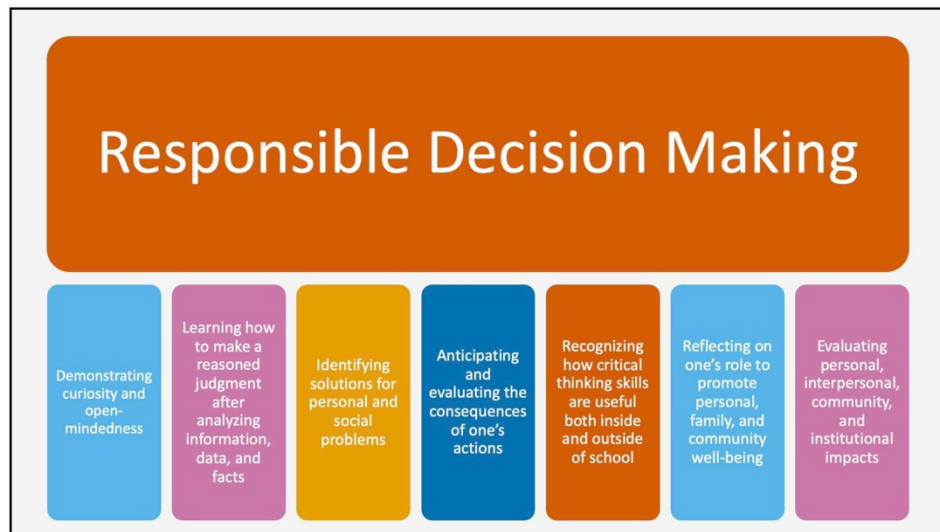 Responsible Decision Making
Demonstrating
curiosity and
open-
mindedness
Learning how
to make a
reasoned
judgment
after
analyzing
information,
data, and
facts
Identifying
solutions for
personal and
social
problems
Anticipating
and
evaluating the
consequences
of one's
actions
Recognizing
how critical
thinking skills
are useful
both inside
and outside
of school
Reflecting on
one's role to
promote
personal,
family, and
community
well-being
Evaluating
personal,
interpersonal,
community,
and
institutional
impacts